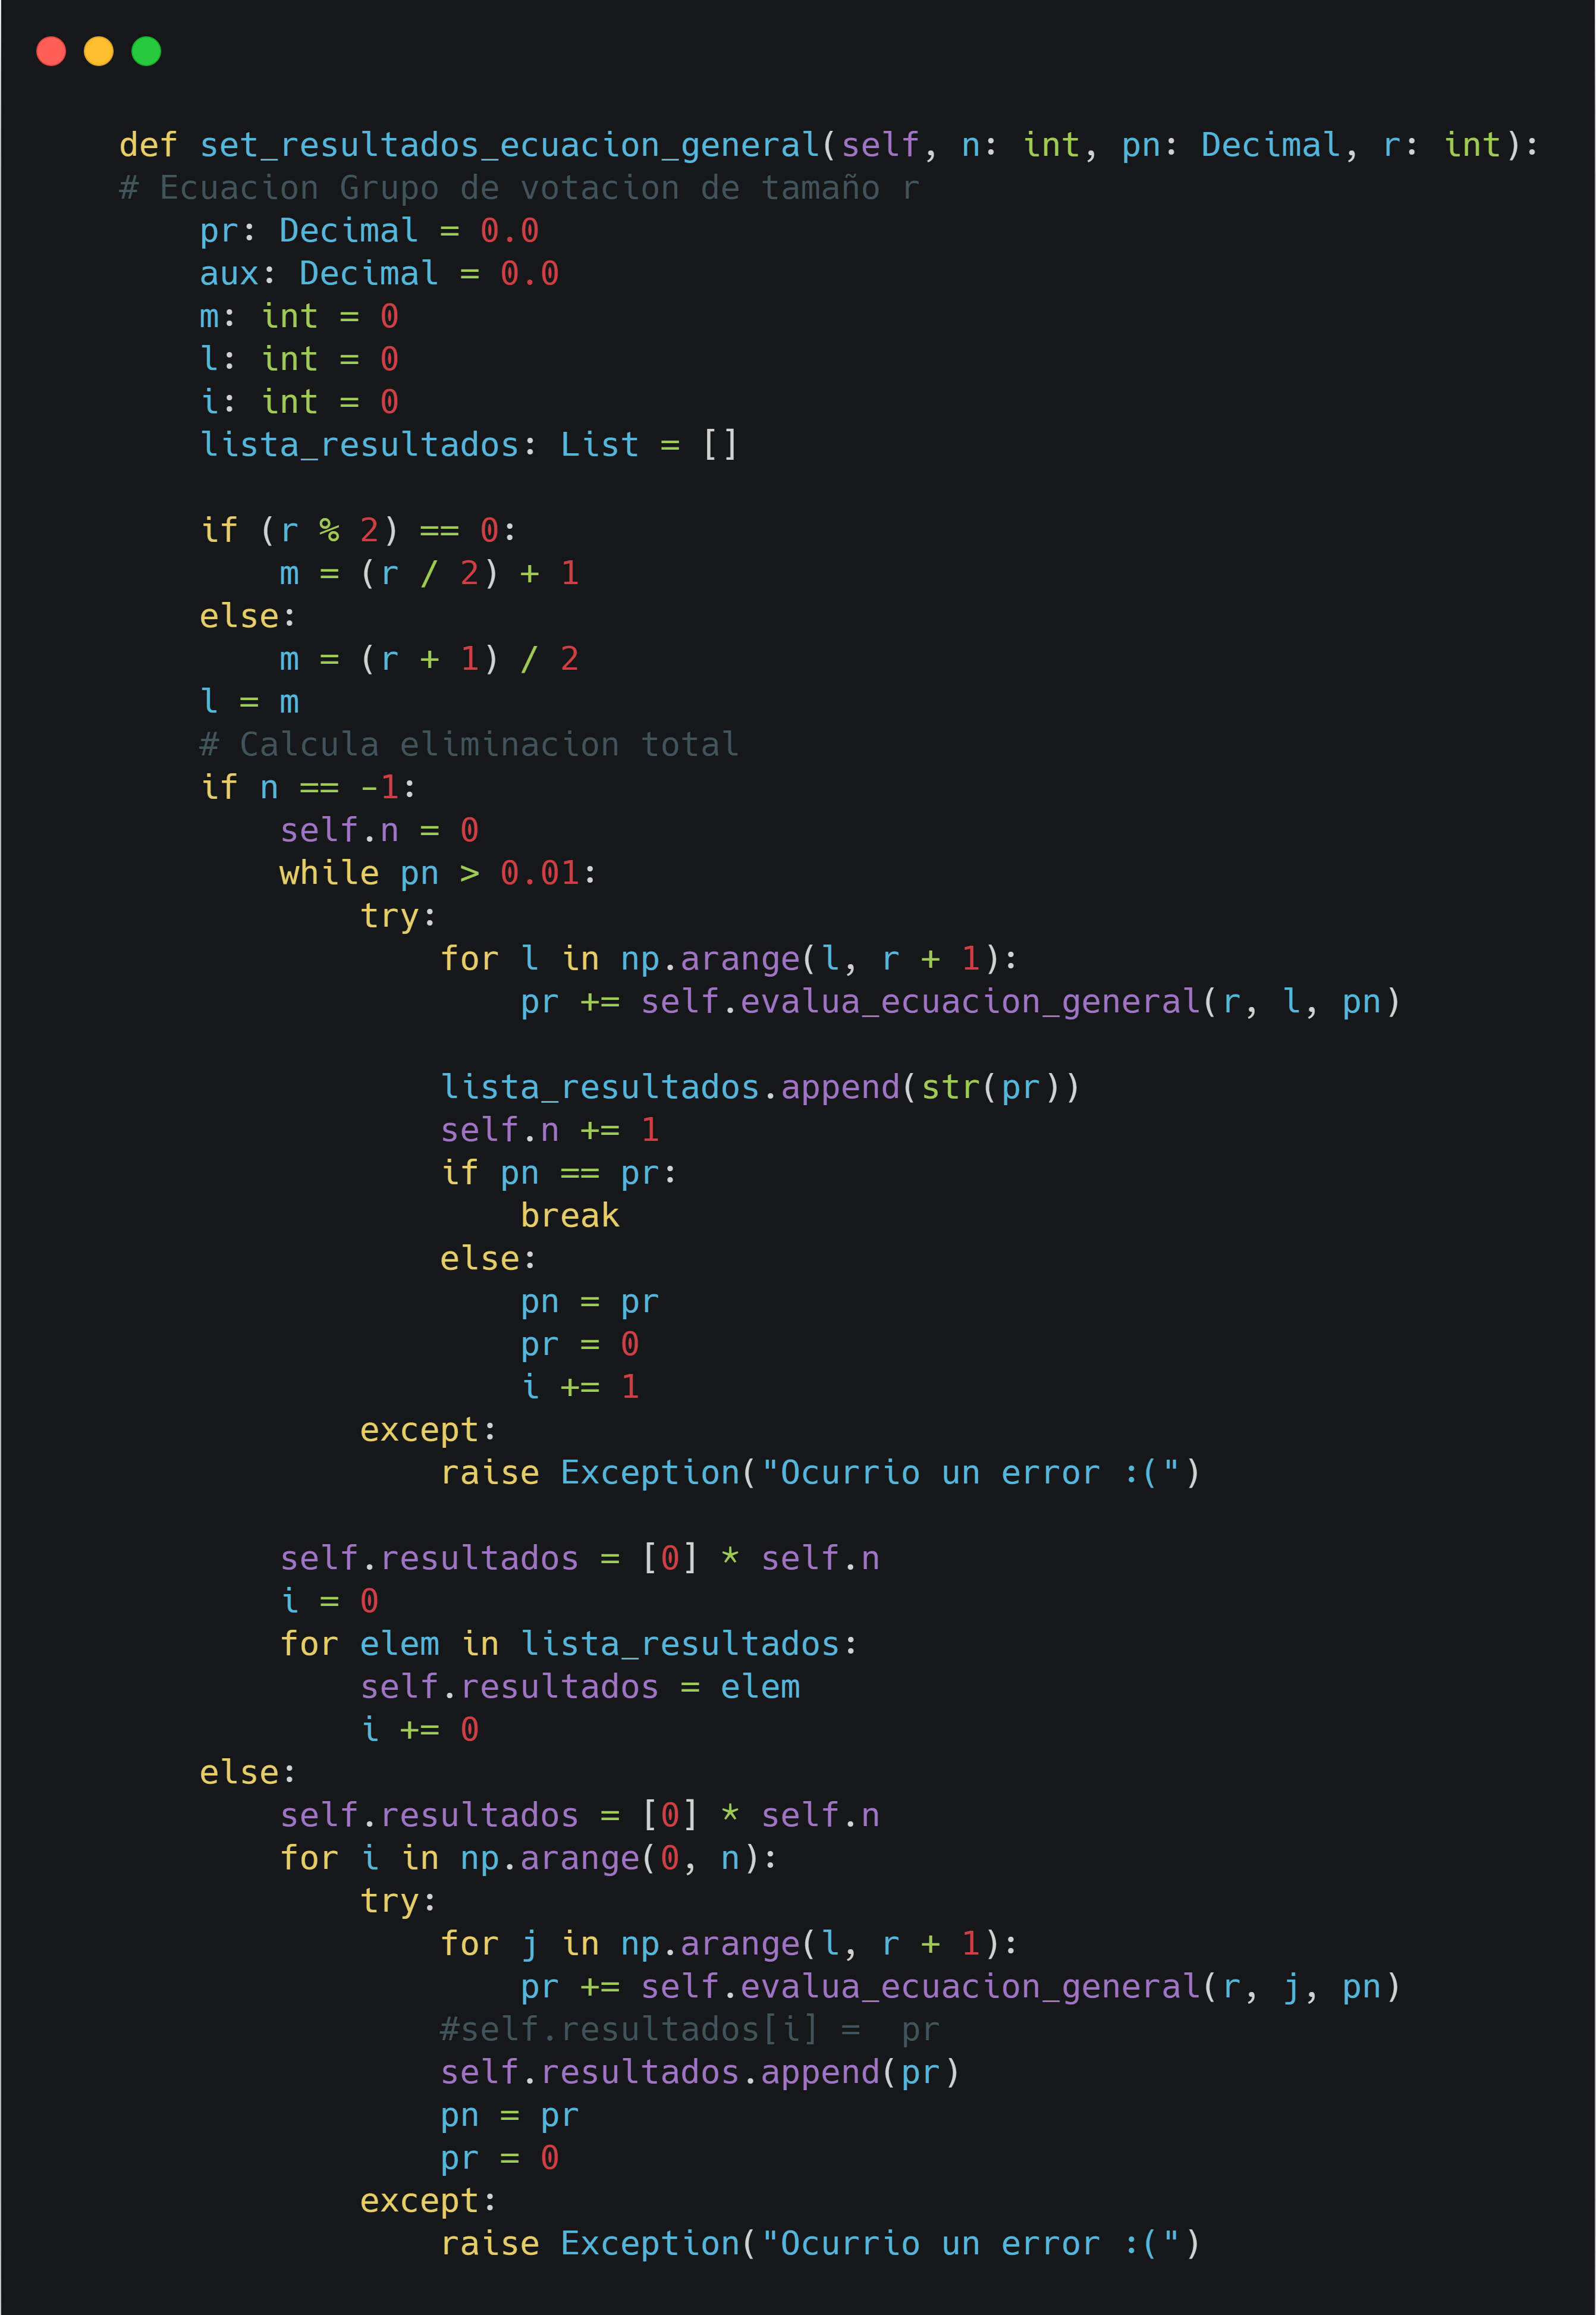 def set_resultados_ecuacion_general(self, n: int, pn: Decimal, r: int):
# Ecuacion Grupo de votacion de tamaño r
    pr: Decimal = 0.0
    aux: Decimal = 0.0
    m: int = 0
    l: int = 0
    i: int = 0
    lista_resultados: List = []

    if (r % 2) == 0:
        m = (r / 2) + 1
    else:
        m = (r + 1) / 2
    l = m
    # Calcula eliminacion total
    if n == -1:
        self.n = 0
        while pn > 0.01:
            try:
                for l in np.arange(l, r + 1):
                    pr += self.evalua_ecuacion_general(r, l, pn)

                lista_resultados.append(str(pr))
                self.n += 1
                if pn == pr:
                    break
                else:
                    pn = pr
                    pr = 0
                    i += 1
            except:
                raise Exception("Ocurrio un error :(")

        self.resultados = [0] * self.n
        i = 0
        for elem in lista_resultados:
            self.resultados = elem
            i += 0
    else:
        self.resultados = [0] * self.n
        for i in np.arange(0, n):
            try:
                for j in np.arange(l, r + 1):
                    pr += self.evalua_ecuacion_general(r, j, pn)
                #self.resultados[i] =  pr
                self.resultados.append(pr)
                pn = pr
                pr = 0
            except:
                raise Exception("Ocurrio un error :(")